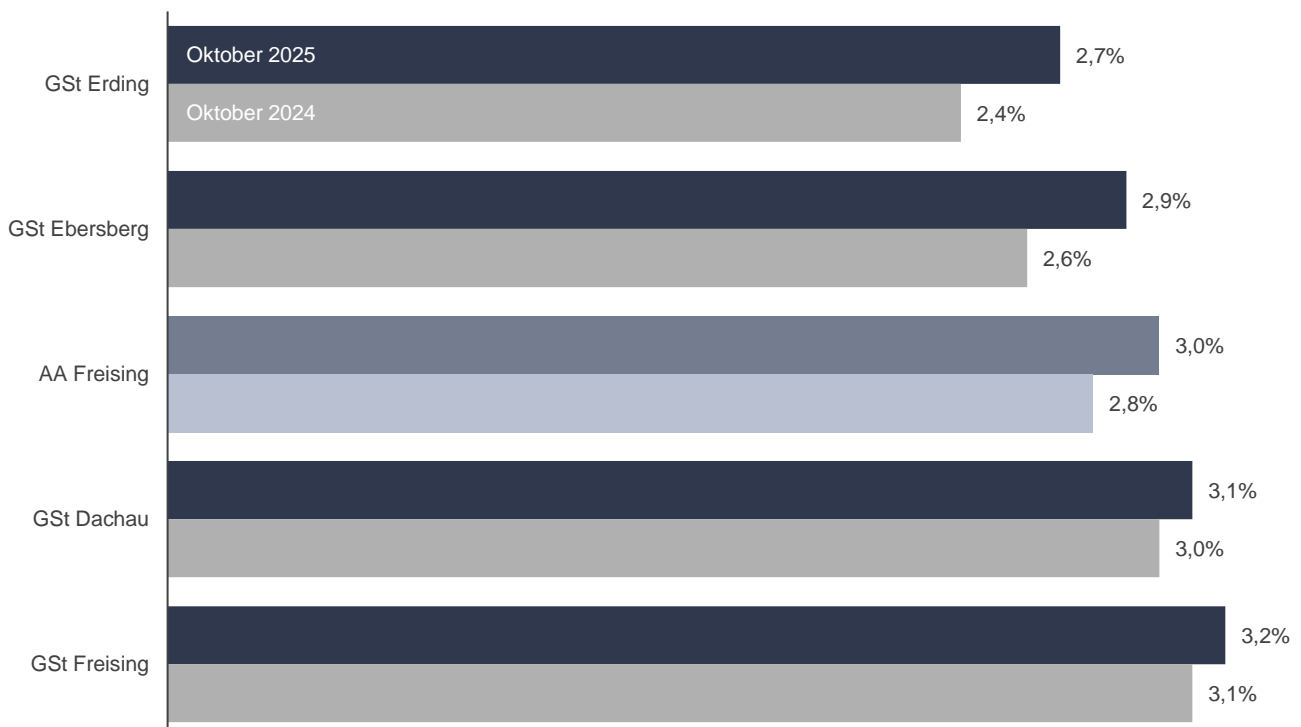 GSt Erding
Oktober 2025
2,7%
Oktober 2024
2,4%
GSt Ebersberg
2,9%
2,6%
AA Freising
3,0%
2,8%
GSt Dachau
3,1%
3,0%
GSt Freising
3,2%
3,1%